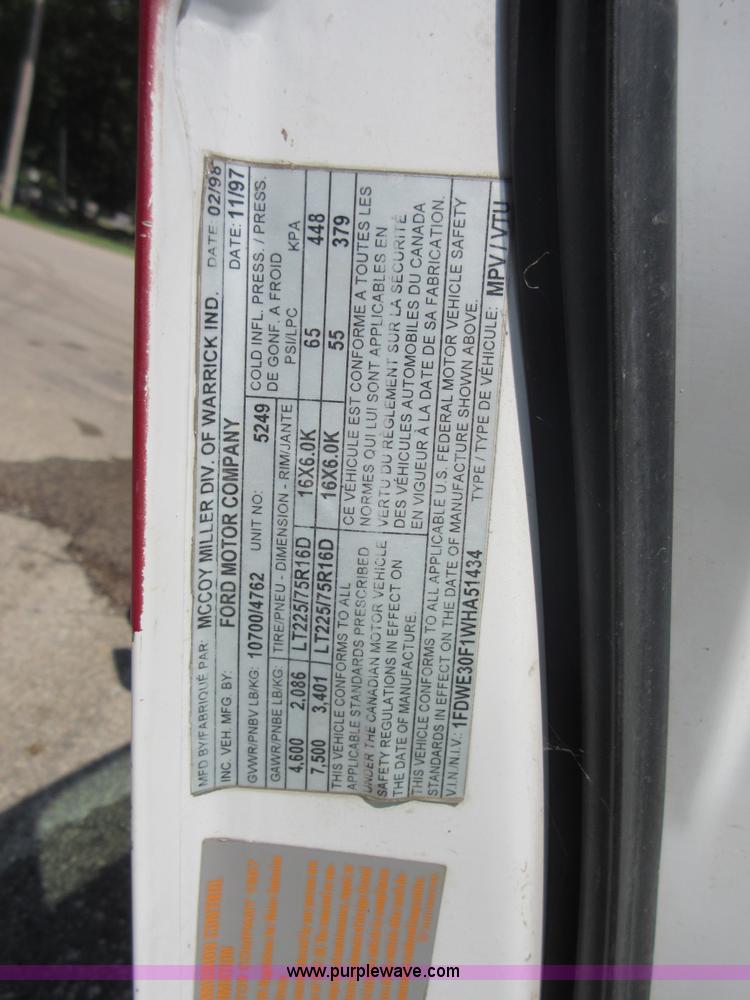 MFD BY/FABRIQUÉ PAR: MCCOY MILLER DIV. OF WARRICK IND. DATE: 02/98
INC. VEH. MFG. BY: FORD MOTOR COMPANY DATE: 11/97
GVWR/PNBV LB/KG: 10700/4762 UNIT NO: 5249 COLD INFL. PRESS. / PRESS.
DE GONF. A FROID
GAWR/PNBE LB/KG: TIRE/PNEU - DIMENSION - RIM/JANTE PSI/LPC KPA
4,600 2,086 LT225/75R16D 16X6.0K 65 448
7,500 3,401 LT225/75R16D 16X6.0K 55 379
THIS VEHICLE CONFORMS TO ALL
APPLICABLE STANDARDS PRESCRIBED
UNDER THE CANADIAN MOTOR VEHICLE
SAFETY REGULATIONS IN EFFECT ON
THE DATE OF MANUFACTURE.
CE VÉHICULE EST CONFORME A TOUTES LES
NORMES QUI LUI SONT APPLICABLES EN
VERTU DU RÈGLEMENT SUR LA SÉCURITÉ
DES VÉHICULES AUTOMOBILES DU CANADA
EN VIGUEUR À LA DATE DE SA FABRICATION.
THIS VEHICLE CONFORMS TO ALL APPLICABLE U.S. FEDERAL MOTOR VEHICLE SAFETY
STANDARDS IN EFFECT ON THE DATE OF MANUFACTURE SHOWN ABOVE.
V.I.N./N.I.V.: 1FDWE30F1WHA51434 TYPE / TYPE DE VÉHICULE: MPV / VTU
www.purplewave.com